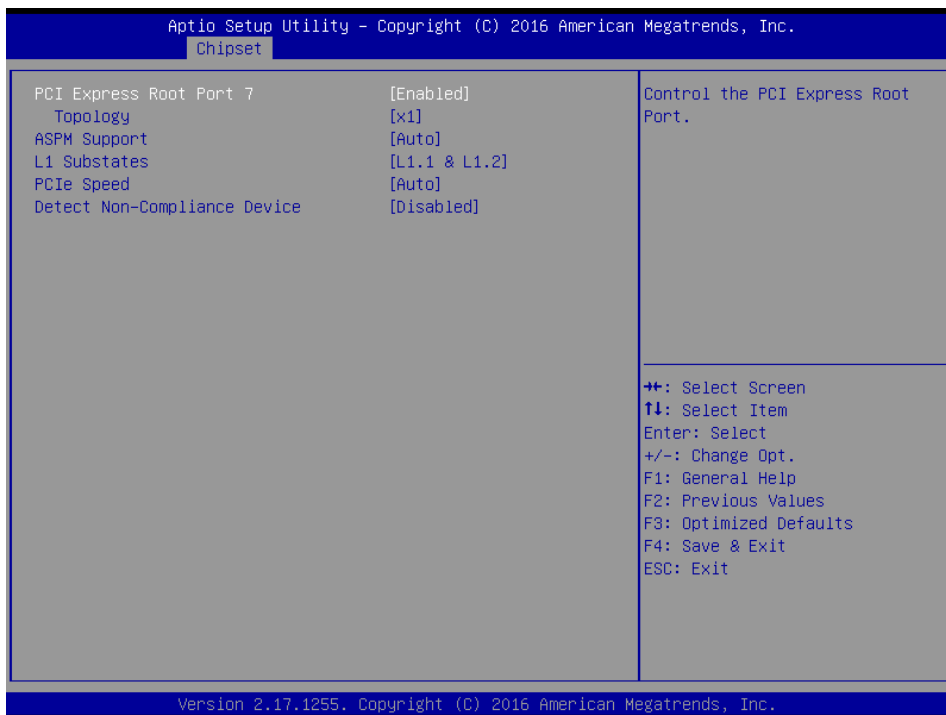 Aptio Setup Utility – Copyright (C) 2016 American Megatrends, Inc.
Chipset
PCI Express Root Port 7 [Enabled]
Topology [x1]
ASPM Support [Auto]
L1 Substates [L1.1 & L1.2]
PCIe Speed [Auto]
Detect Non-Compliance Device [Disabled]
Control the PCI Express Root
Port.
→←: Select Screen
↑↓: Select Item
Enter: Select
+/-: Change Opt.
F1: General Help
F2: Previous Values
F3: Optimized Defaults
F4: Save & Exit
ESC: Exit
Version 2.17.1255. Copyright (C) 2016 American Megatrends, Inc.